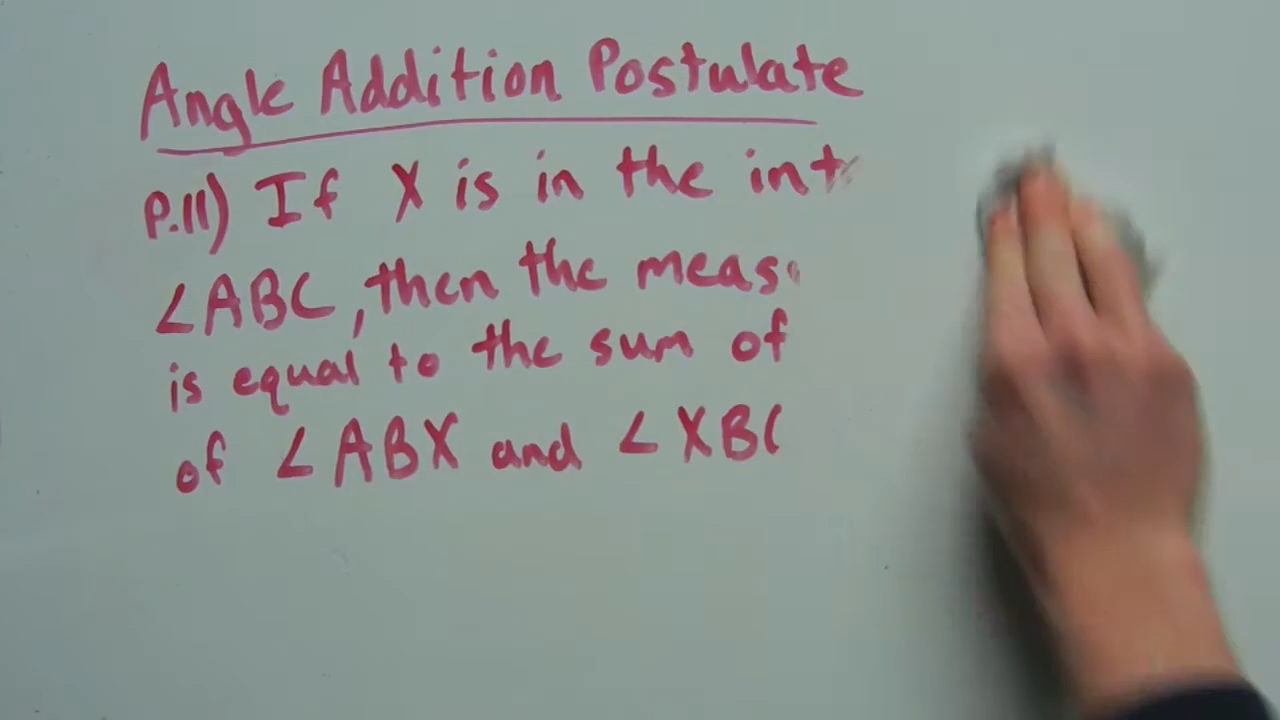 Angle Addition Postulate
P.11) If X is in the int
∠ABC, then the meas
is equal to the sum of
of ∠ABX and ∠XBC